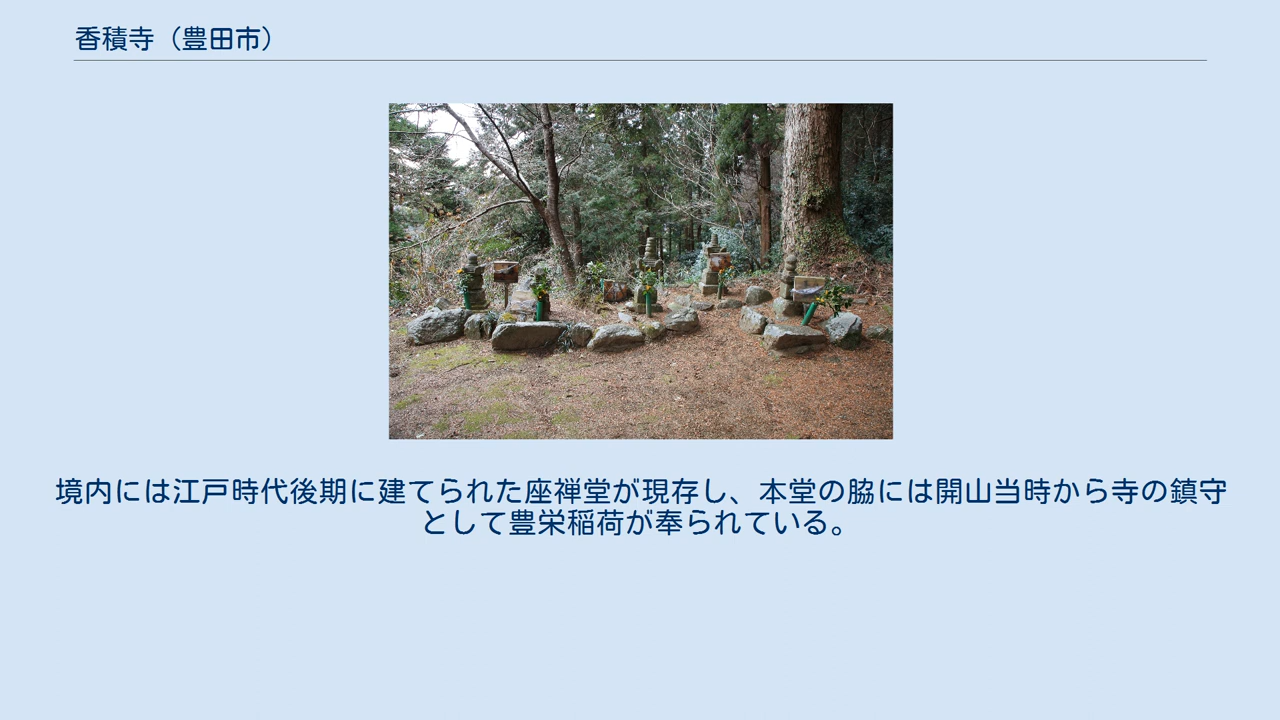 香積寺（豊田市）
境内には江戸時代後期に建てられた座禅堂が現存し、本堂の脇には開山当時から寺の鎮守
として豊栄稲荷が奉られている。